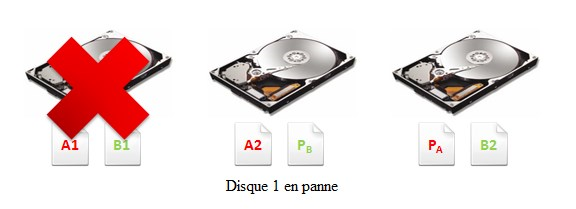 A1 B1 A2 PB PA B2
Disque 1 en panne